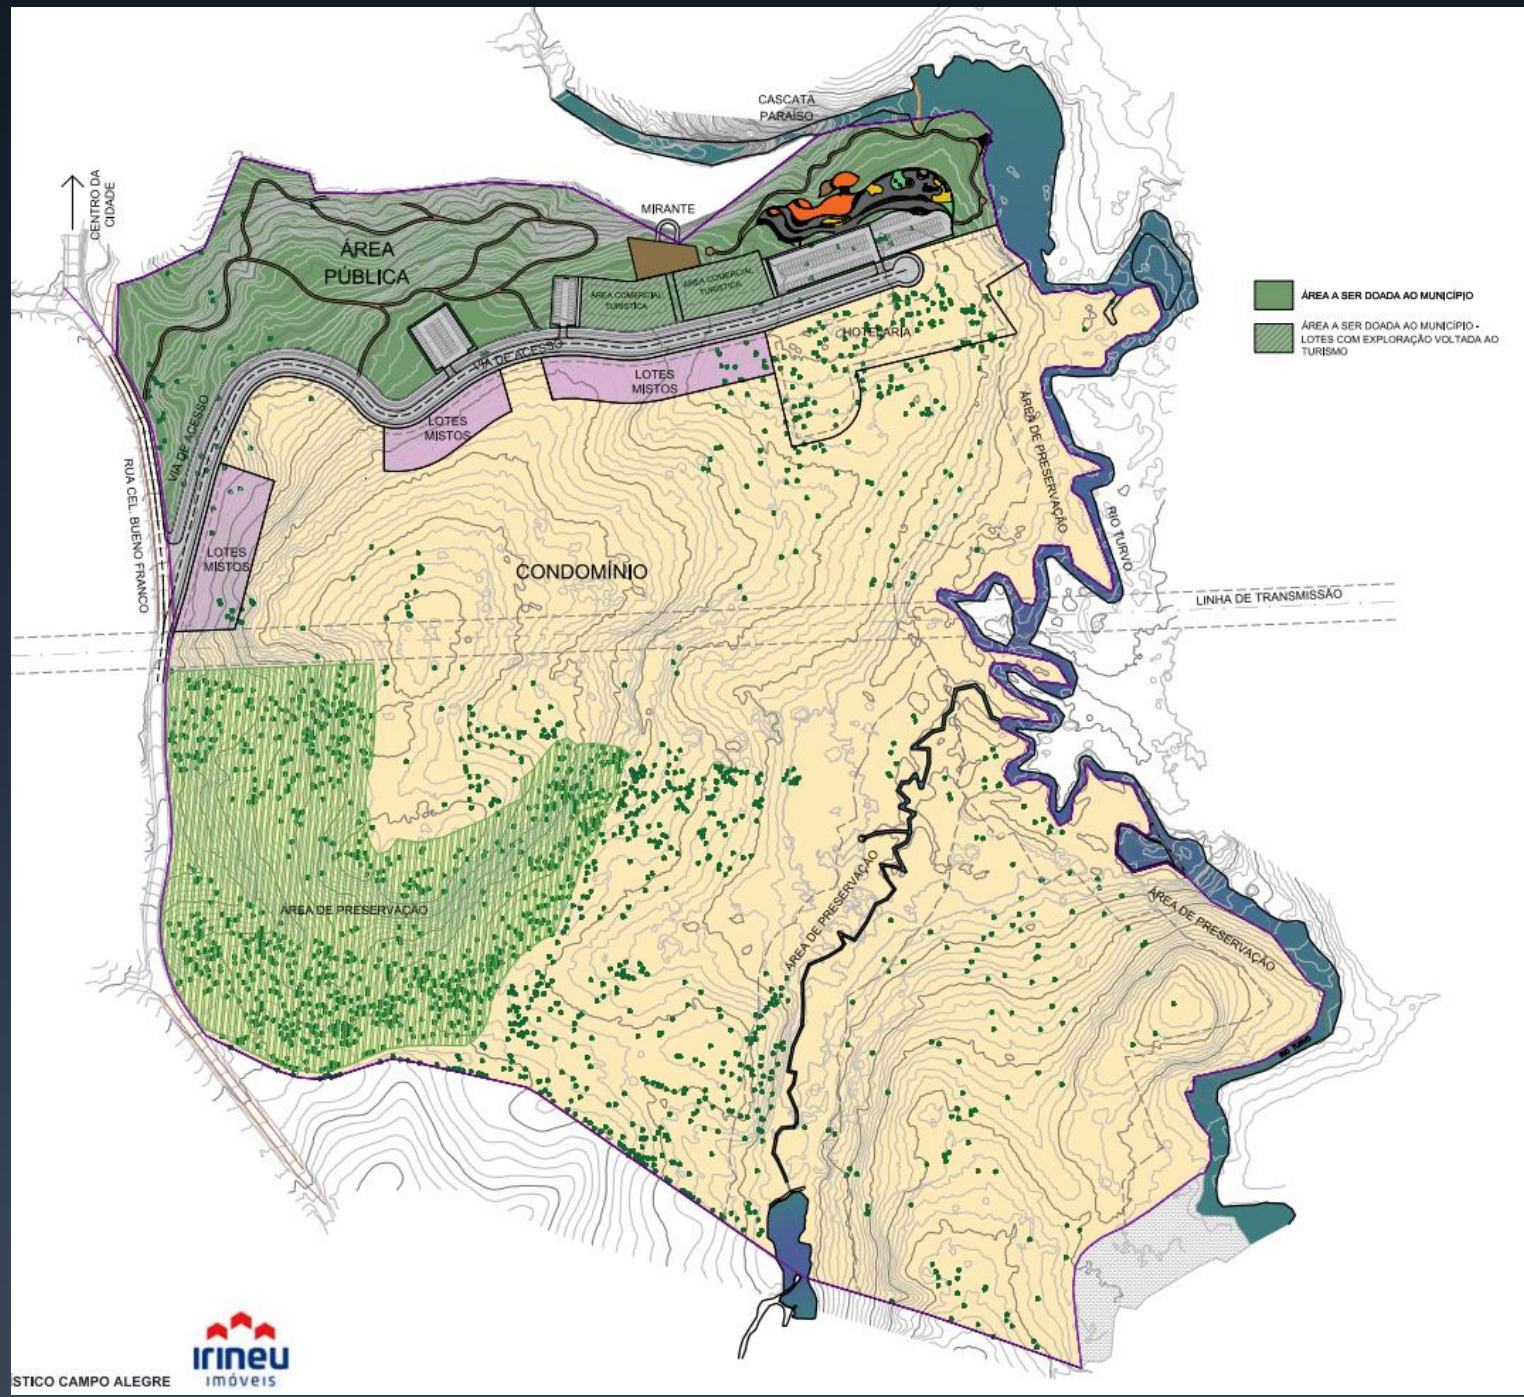 CASCATA
PARAÍSO
CENTRO DA
CIDADE
MIRANTE
ÁREA
PÚBLICA
ÁREA COMERCIAL
TURÍSTICA
ÁREA COMERCIAL
TURÍSTICA
HOTELARIA
VIA DE ACESSO
LOTES
MISTOS
LOTES
MISTOS
VIA DE ACESSO
RUA CEL. BUENO FRANCO
LOTES
MISTOS
CONDOMÍNIO
ÁREA DE PRESERVAÇÃO
RIO TURVO
LINHA DE TRANSMISSÃO
ÁREA A SER DOADA AO MUNICÍPIO
ÁREA A SER DOADA AO MUNICÍPIO -
LOTES COM EXPLORAÇÃO VOLTADA AO
TURISMO
ÁREA DE PRESERVAÇÃO
ÁREA DE PRESERVAÇÃO
ÁREA DE PRESERVAÇÃO
RIO TURVO
irineu
imóveis
ÍSTICO CAMPO ALEGRE